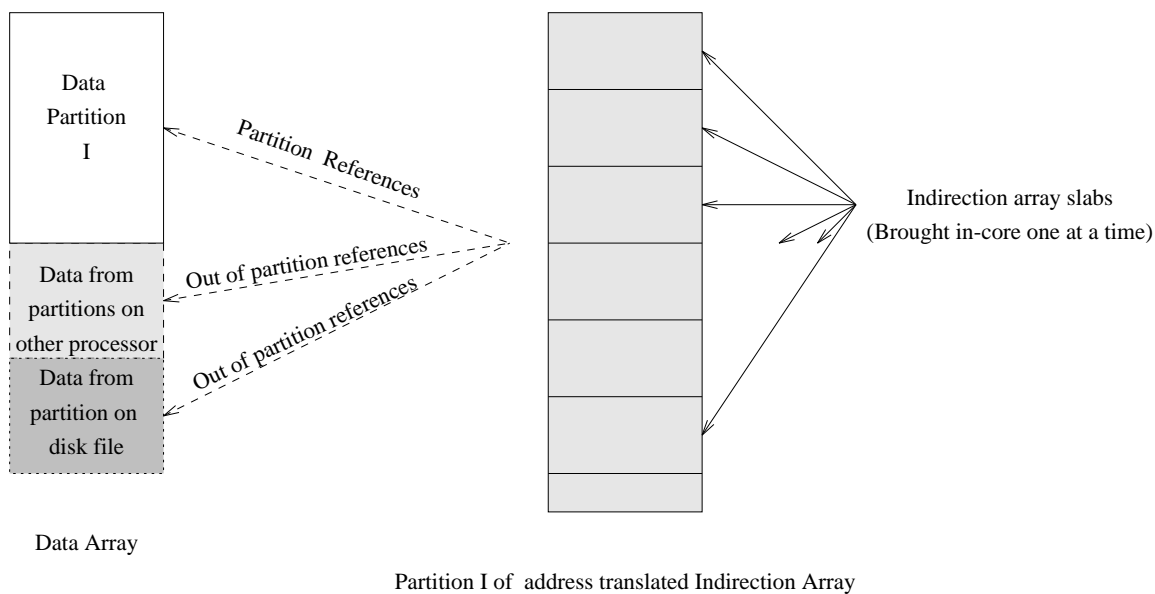 Data
Partition
I
Data from
partitions on
other processor
Data from
partition on
disk file
Data Array
Partition References
Out of partition references
Out of partition references
Indirection array slabs
(Brought in-core one at a time)
Partition I of address translated Indirection Array